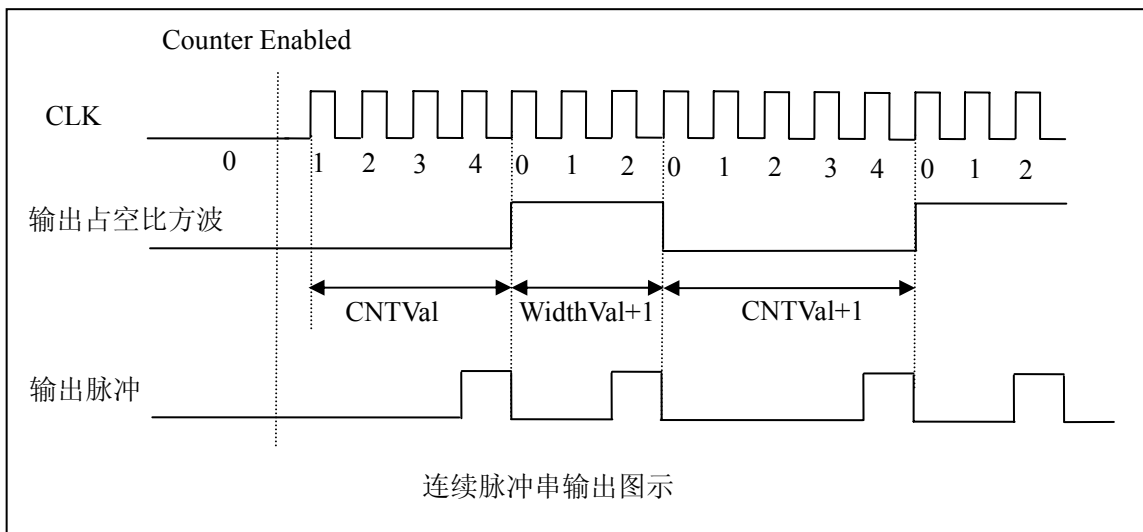 Counter Enabled
CLK
0 1 2 3 4 0 1 2 0 1 2 3 4 0 1 2
输出占空比方波
CNTVal WidthVal+1 CNTVal+1
输出脉冲
连续脉冲串输出图示